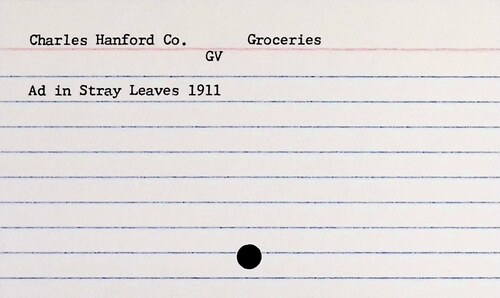 Charles Hanford Co. Groceries
GV
Ad in Stray Leaves 1911